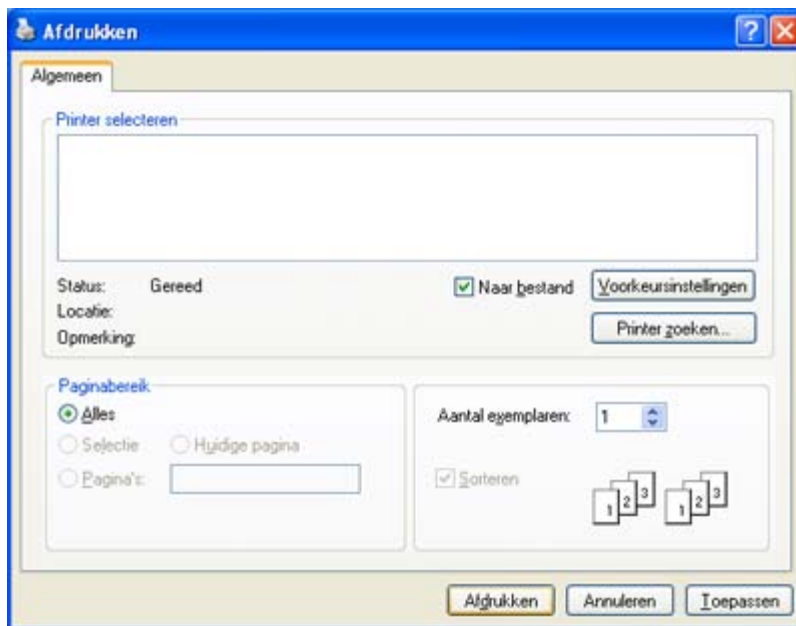 Afdrukken
Algemeen
Printer selecteren
Status: Gereed
Naar bestand
Voorkeursinstellingen
Locatie:
Printer zoeken...
Opmerking:
Paginabereik
Alles
Selectie
Huidige pagina
Pagina's:
Aantal exemplaren: 1
Sorteren
1 2 3 1 2 3
Afdrukken
Annuleren
Toepassen